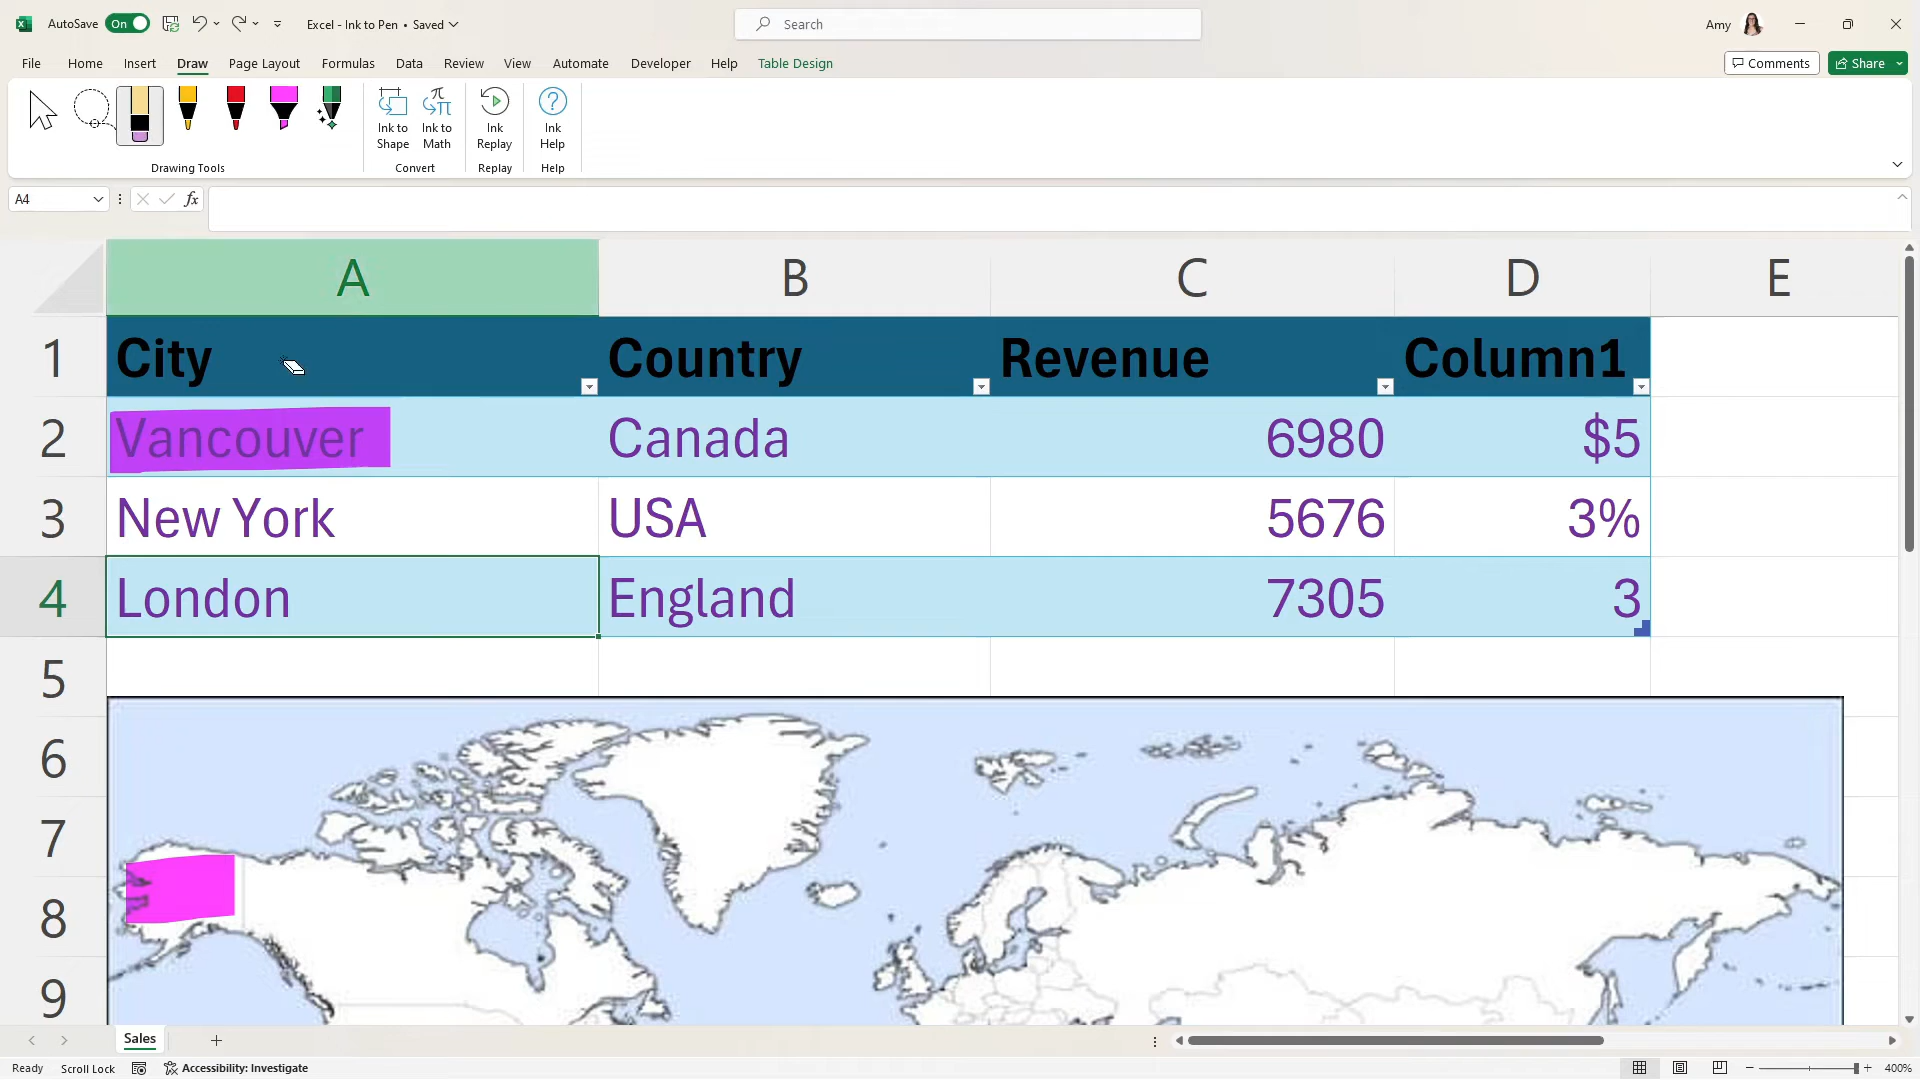 AutoSave On Excel - Ink to Pen • Saved Search Amy
File Home Insert Draw Page Layout Formulas Data Review View Automate Developer Help Table Design Comments Share
Ink to Shape
Ink to Math
Ink Replay
Ink Help
Drawing Tools Convert Replay Help
A4 fx
A B C D E
1 City Country Revenue Column1
2 Vancouver Canada 6980 $5
3 New York USA 5676 3%
4 London England 7305 3
5
6
7
8
9
Sales
Ready Scroll Lock Accessibility: Investigate 400%